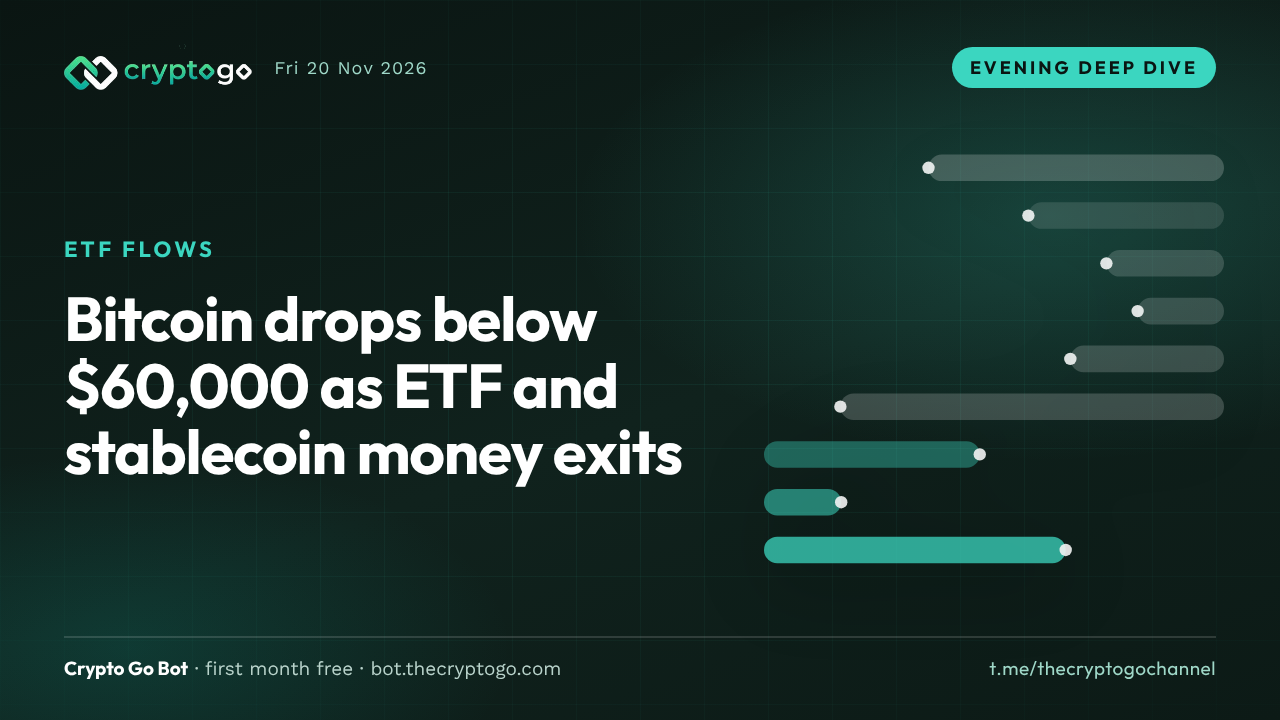 cryptogo
Fri 20 Nov 2026
EVENING DEEP DIVE
ETF FLOWS
Bitcoin drops below
$60,000 as ETF and
stablecoin money exits
Crypto Go Bot · first month free · bot.thecryptogo.com
t.me/thecryptogochannel